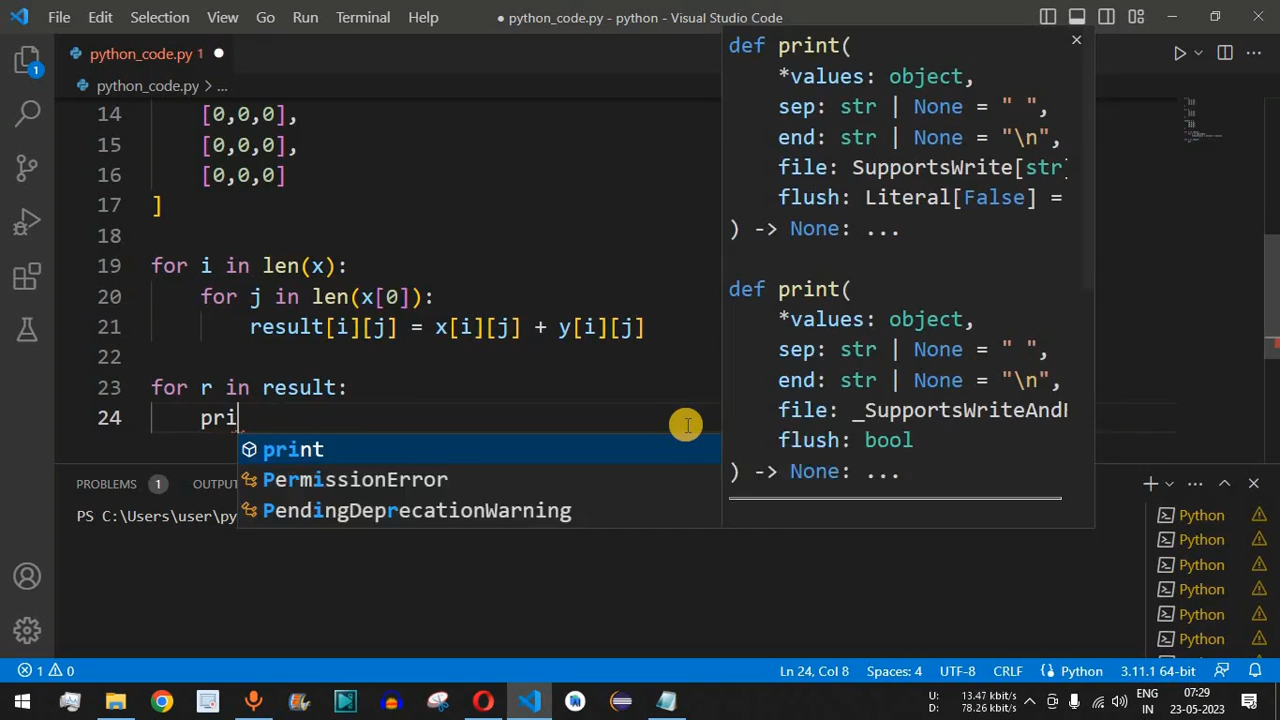 File Edit Selection View Go Run Terminal Help ● python_code.py - python - Visual Studio Code
python_code.py 1 ●
python_code.py > ...
14 [0,0,0],
15 [0,0,0],
16 [0,0,0]
17 ]
18
19 for i in len(x):
20 for j in len(x[0]):
21 result[i][j] = x[i][j] + y[i][j]
22
23 for r in result:
24 pri
print
PermissionError
PendingDeprecationWarning
def print(
*values: object,
sep: str | None = " ",
end: str | None = "\n",
file: SupportsWrite[str]
flush: Literal[False] =
) -> None: ...
def print(
*values: object,
sep: str | None = " ",
end: str | None = "\n",
file: _SupportsWriteAndF
flush: bool
) -> None: ...
PROBLEMS 1 OUTPU
PS C:\Users\user\py
Python
Python
Python
Python
Python
Python
1
1 0 Ln 24, Col 8 Spaces: 4 UTF-8 CRLF Python 3.11.1 64-bit
U: 13.47 kbit/s
D: 78.26 kbit/s
ENG
IN
07:29
23-05-2023